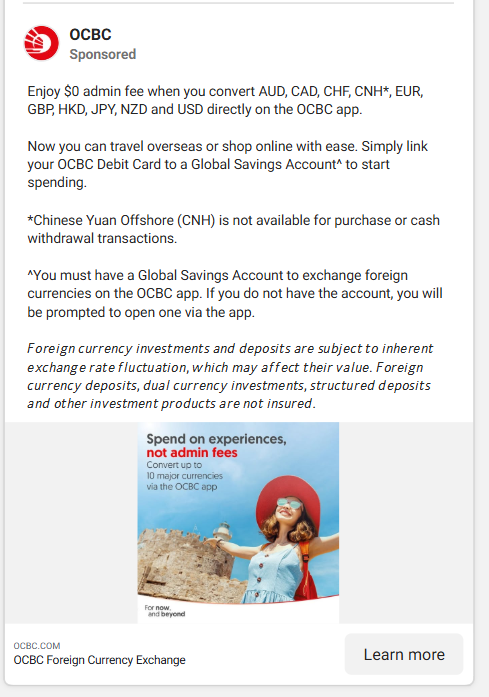 OCBC
Sponsored
Enjoy $0 admin fee when you convert AUD, CAD, CHF, CNH*, EUR,
GBP, HKD, JPY, NZD and USD directly on the OCBC app.
Now you can travel overseas or shop online with ease. Simply link
your OCBC Debit Card to a Global Savings Account^ to start
spending.
*Chinese Yuan Offshore (CNH) is not available for purchase or cash
withdrawal transactions.
^You must have a Global Savings Account to exchange foreign
currencies on the OCBC app. If you do not have the account, you will
be prompted to open one via the app.
Foreign currency investments and deposits are subject to inherent
exchange rate fluctuation, which may affect their value. Foreign
currency deposits, dual currency investments, structured deposits
and other investment products are not insured.
Spend on experiences,
not admin fees
Convert up to
10 major currencies
via the OCBC app
For now,
and beyond
OCBC.COM
OCBC Foreign Currency Exchange
Learn more